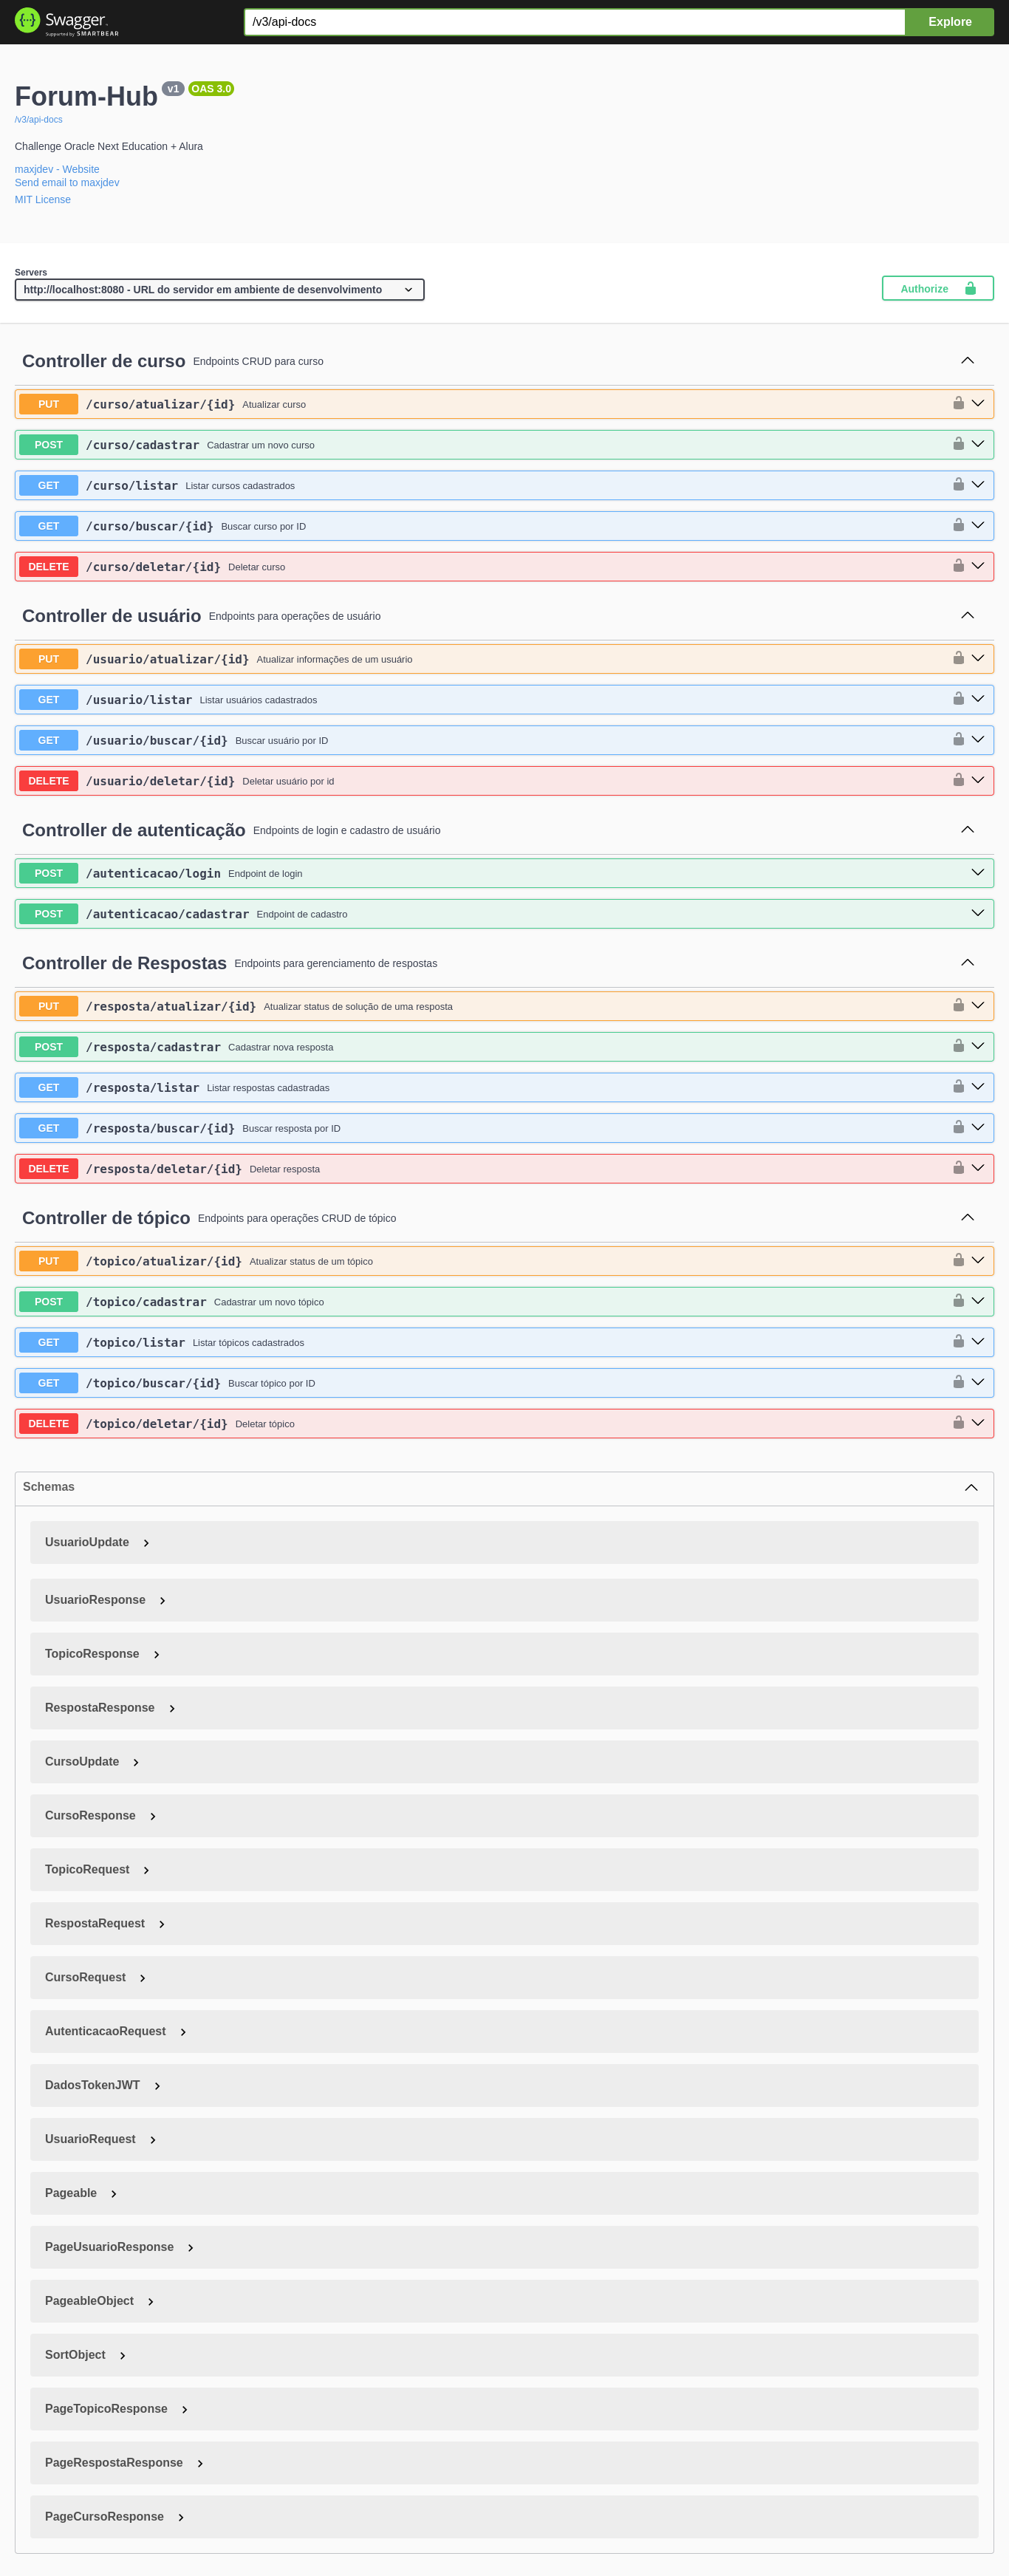 Swagger.
Supported by SMARTBEAR
/v3/api-docs
Explore
Forum-Hub v1 OAS 3.0
/v3/api-docs
Challenge Oracle Next Education + Alura
maxjdev - Website
Send email to maxjdev
MIT License
Servers
http://localhost:8080 - URL do servidor em ambiente de desenvolvimento
Authorize
Controller de curso Endpoints CRUD para curso
PUT /curso/atualizar/{id} Atualizar curso
POST /curso/cadastrar Cadastrar um novo curso
GET /curso/listar Listar cursos cadastrados
GET /curso/buscar/{id} Buscar curso por ID
DELETE /curso/deletar/{id} Deletar curso
Controller de usuário Endpoints para operações de usuário
PUT /usuario/atualizar/{id} Atualizar informações de um usuário
GET /usuario/listar Listar usuários cadastrados
GET /usuario/buscar/{id} Buscar usuário por ID
DELETE /usuario/deletar/{id} Deletar usuário por id
Controller de autenticação Endpoints de login e cadastro de usuário
POST /autenticacao/login Endpoint de login
POST /autenticacao/cadastrar Endpoint de cadastro
Controller de Respostas Endpoints para gerenciamento de respostas
PUT /resposta/atualizar/{id} Atualizar status de solução de uma resposta
POST /resposta/cadastrar Cadastrar nova resposta
GET /resposta/listar Listar respostas cadastradas
GET /resposta/buscar/{id} Buscar resposta por ID
DELETE /resposta/deletar/{id} Deletar resposta
Controller de tópico Endpoints para operações CRUD de tópico
PUT /topico/atualizar/{id} Atualizar status de um tópico
POST /topico/cadastrar Cadastrar um novo tópico
GET /topico/listar Listar tópicos cadastrados
GET /topico/buscar/{id} Buscar tópico por ID
DELETE /topico/deletar/{id} Deletar tópico
Schemas
UsuarioUpdate
UsuarioResponse
TopicoResponse
RespostaResponse
CursoUpdate
CursoResponse
TopicoRequest
RespostaRequest
CursoRequest
AutenticacaoRequest
DadosTokenJWT
UsuarioRequest
Pageable
PageUsuarioResponse
PageableObject
SortObject
PageTopicoResponse
PageRespostaResponse
PageCursoResponse